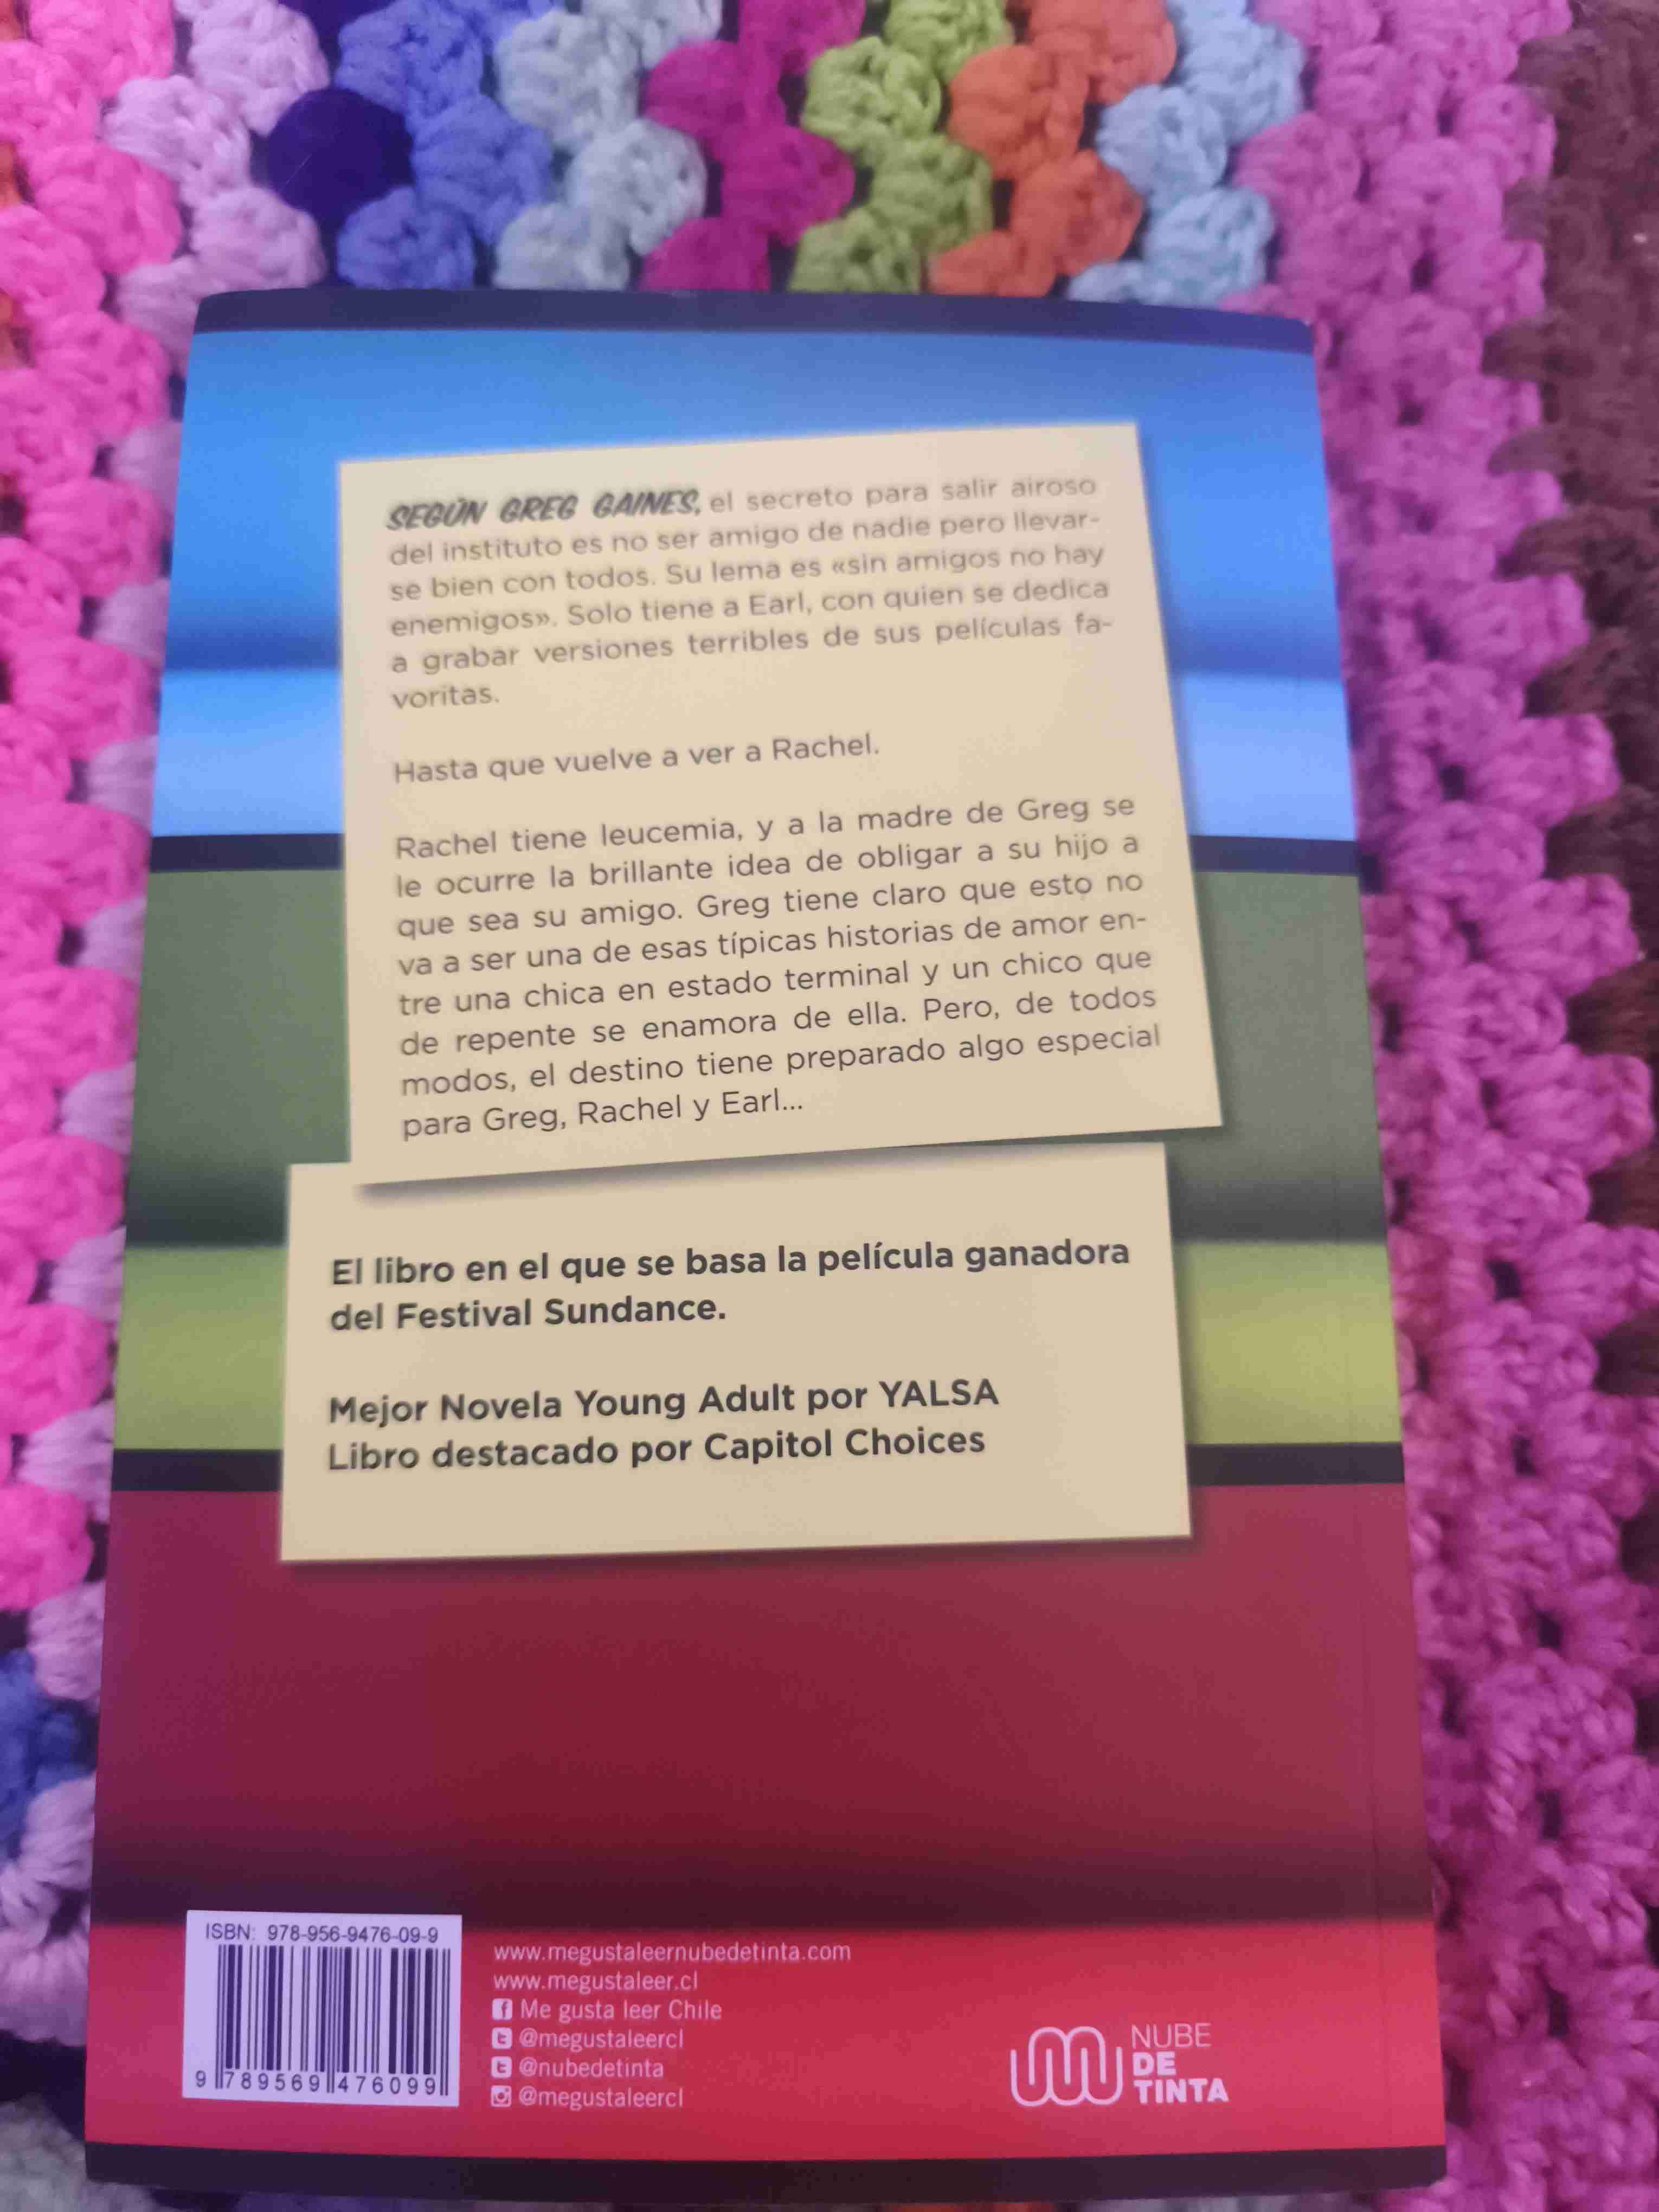 SEGÚN GREG GAINES, el secreto para salir airoso
del instituto es no ser amigo de nadie pero llevar-
se bien con todos. Su lema es «sin amigos no hay
enemigos». Solo tiene a Earl, con quien se dedica
a grabar versiones terribles de sus películas fa-
voritas.
Hasta que vuelve a ver a Rachel.
Rachel tiene leucemia, y a la madre de Greg se
le ocurre la brillante idea de obligar a su hijo a
que sea su amigo. Greg tiene claro que esto no
va a ser una de esas típicas historias de amor en-
tre una chica en estado terminal y un chico que
de repente se enamora de ella. Pero, de todos
modos, el destino tiene preparado algo especial
para Greg, Rachel y Earl...
El libro en el que se basa la película ganadora
del Festival Sundance.
Mejor Novela Young Adult por YALSA
Libro destacado por Capitol Choices
ISBN: 978-956-9476-09-9
9 789569 476099
www.megustaleernubedetinta.com
www.megustaleer.cl
Me gusta leer Chile
@megustaleercl
@nubedetinta
@megustaleercl
NUBE
DE
TINTA